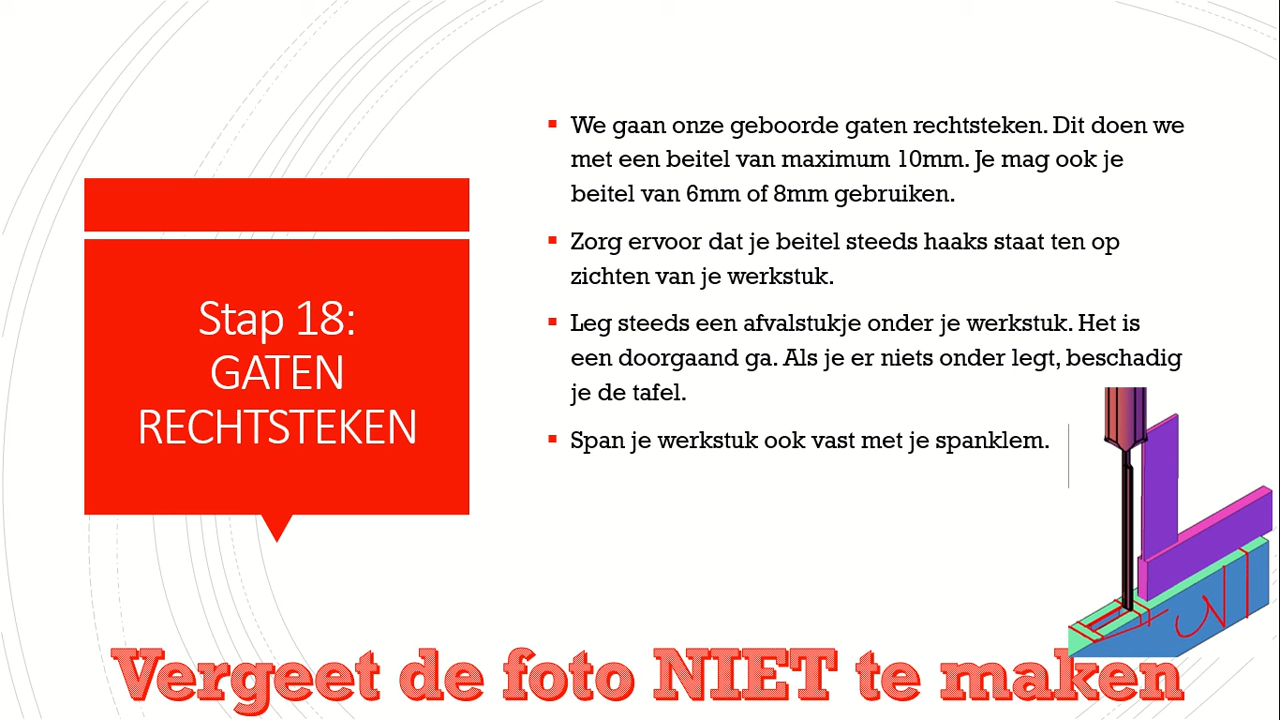 Stap 18:
GATEN
RECHTSTEKEN
We gaan onze geboorde gaten rechtsteken. Dit doen we
met een beitel van maximum 10mm. Je mag ook je
beitel van 6mm of 8mm gebruiken.
Zorg ervoor dat je beitel steeds haaks staat ten op
zichten van je werkstuk.
Leg steeds een afvalstukje onder je werkstuk. Het is
een doorgaand ga. Als je er niets onder legt, beschadig
je de tafel.
Span je werkstuk ook vast met je spanklem.
Vergeet de foto NIET te maken